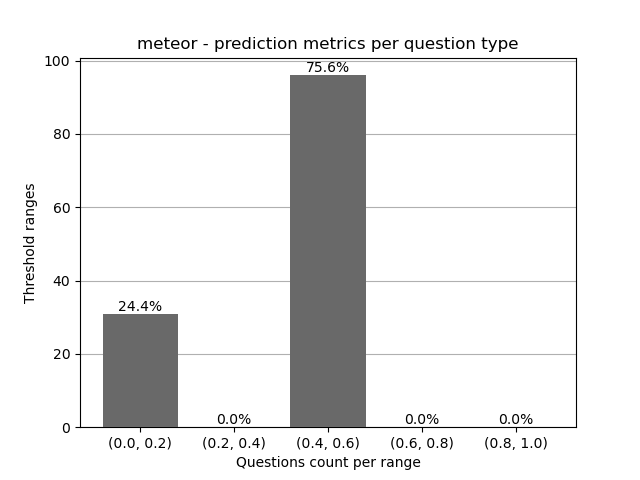 meteor - prediction metrics per question type
100
75.6%
80
60
Threshold ranges
40
24.4%
20
0.0% 0.0% 0.0%
0
(0.0, 0.2) (0.2, 0.4) (0.4, 0.6) (0.6, 0.8) (0.8, 1.0)
Questions count per range